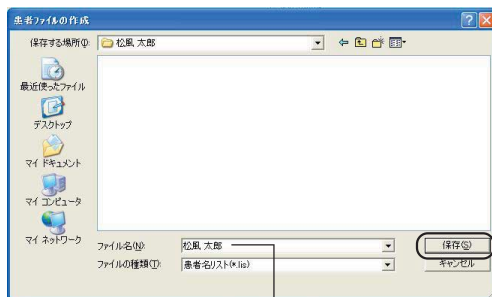 患者ファイルの作成
保存する場所(I):
松風 太郎
最近使ったファイル
デスクトップ
マイ ドキュメント
マイ コンピュータ
マイ ネットワーク
ファイル名(N):
松風 太郎
保存(S)
ファイルの種類(T):
患者名リスト(*.lis)
キャンセル